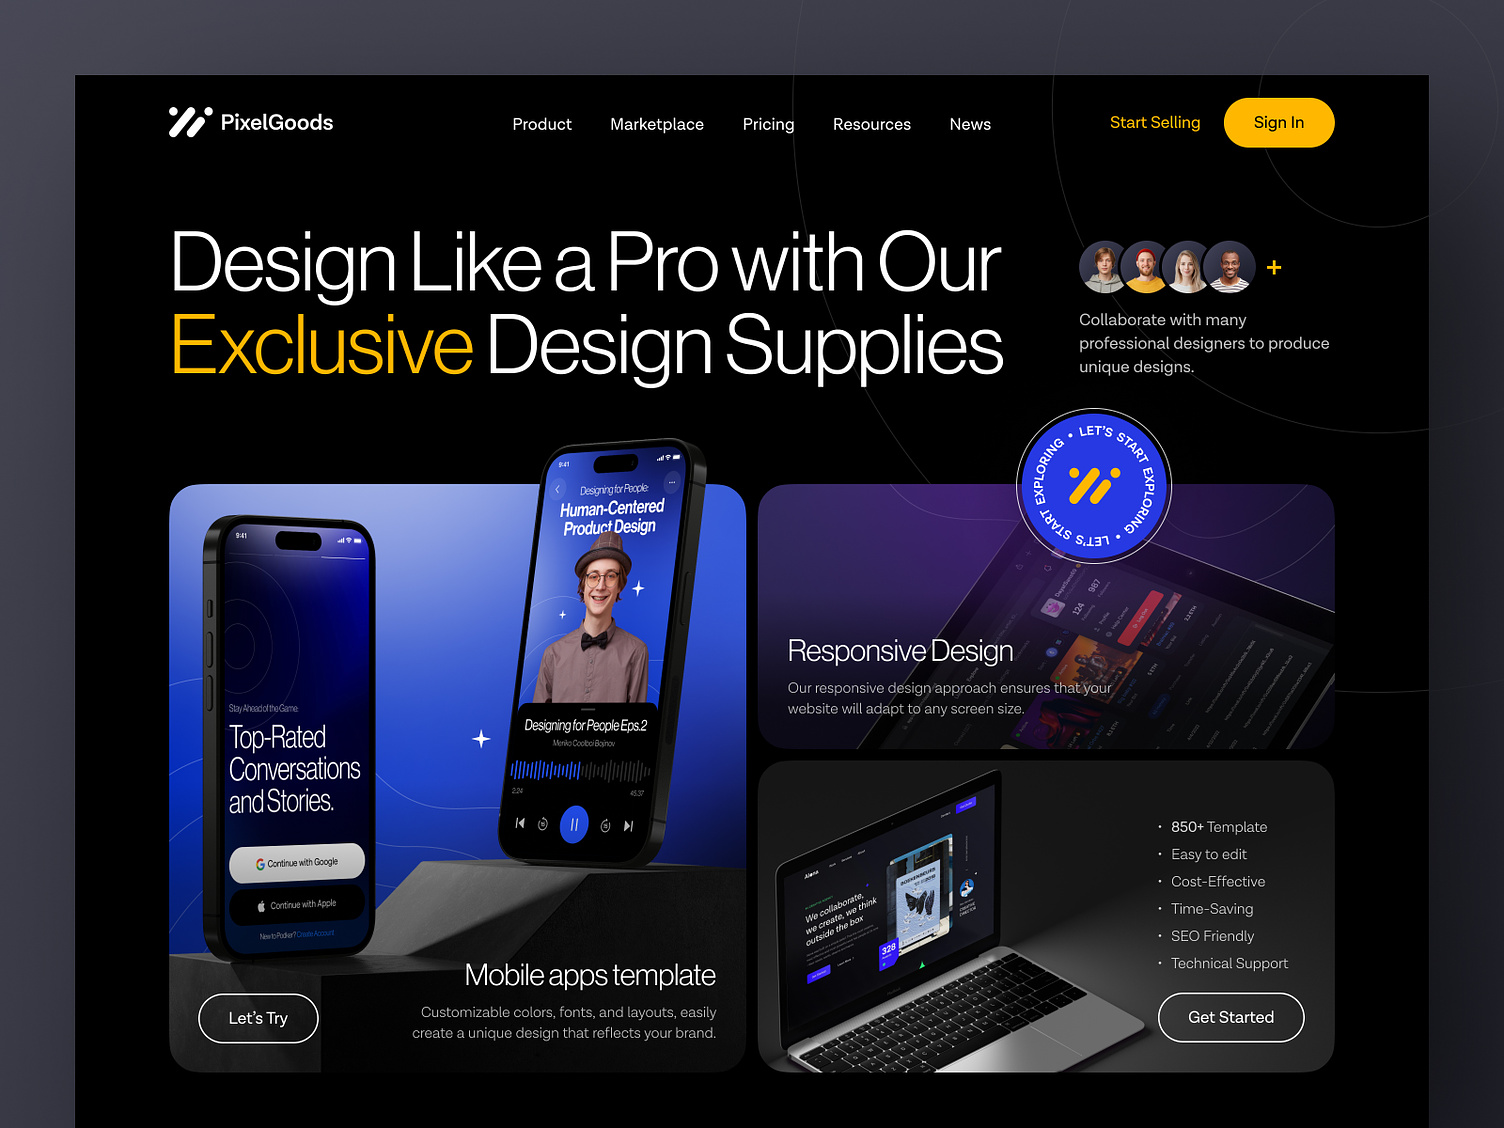 PixelGoods
Product
Marketplace
Pricing
Resources
News
Start Selling
Sign In
Design Like a Pro with Our
Exclusive Design Supplies
Collaborate with many
professional designers to produce
unique designs.
LET'S START EXPLORING • LET'S START EXPLORING •
9:41
Stay Ahead of the Game.
Top-Rated
Conversations
and Stories.
Continue with Google
Continue with Apple
New to Podker? Create Account
9:41
Designing for People:
Human-Centered
Product Design
Designing for People Eps.2
2:24
45:37
Let's Try
Mobile apps template
Customizable colors, fonts, and layouts, easily
create a unique design that reflects your brand.
987
124
Responsive Design
Our responsive design approach ensures that your
website will adapt to any screen size.
We collaborate,
we create, we think
outside the box
328
• 850+ Template
• Easy to edit
• Cost-Effective
• Time-Saving
• SEO Friendly
• Technical Support
Get Started